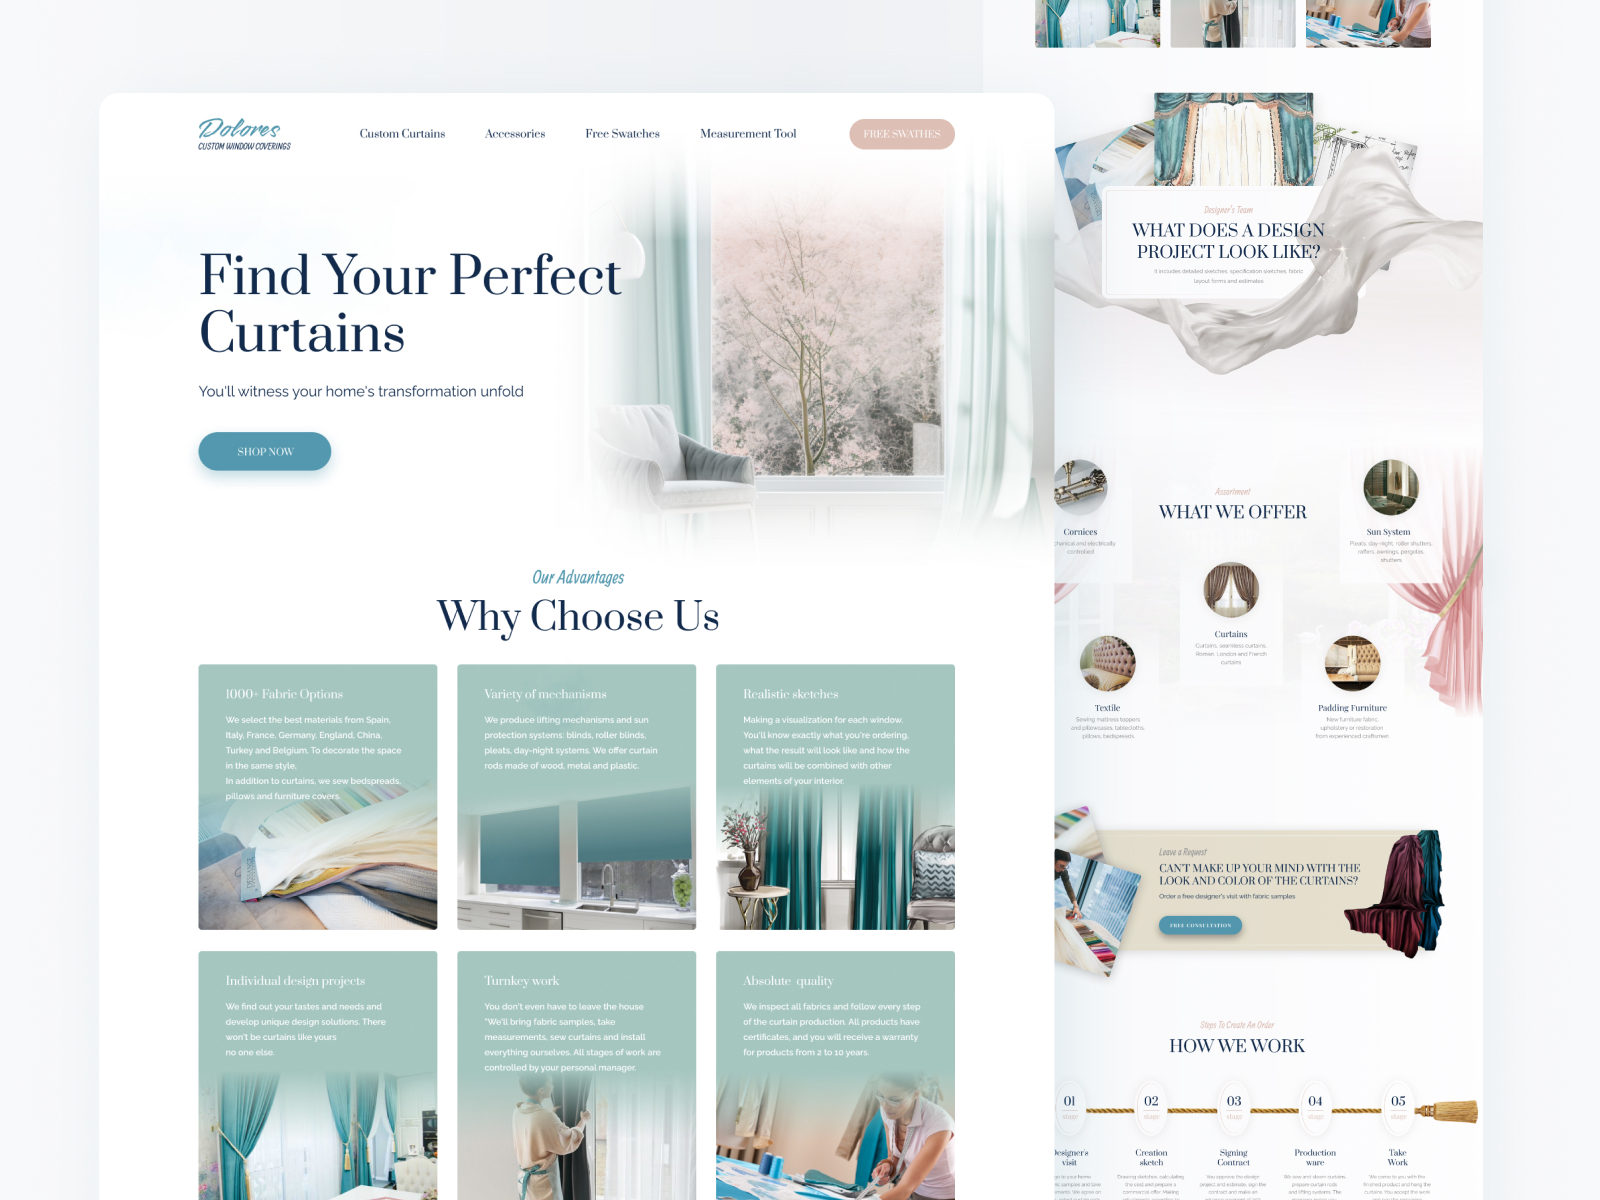 Dolores
CUSTOM WINDOW COVERINGS
Custom Curtains
Accessories
Free Swatches
Measurement Tool
FREE SWATHES
Find Your Perfect
Curtains
You'll witness your home's transformation unfold
SHOP NOW
Our Advantages
Why Choose Us
1000+ Fabric Options
We select the best materials from Spain,
Italy, France, Germany, England, China,
Turkey and Belgium. To decorate the space
in the same style.
In addition to curtains, we sew bedspreads,
pillows and furniture covers.
Variety of mechanisms
We produce lifting mechanisms and sun
protection systems: blinds, roller blinds,
pleats, day-night systems. We offer curtain
rods made of wood, metal and plastic.
Realistic sketches
Making a visualization for each window.
You'll know exactly what you're ordering,
what the result will look like and how the
curtains will be combined with other
elements of your interior.
Individual design projects
We find out your tastes and needs and
develop unique design solutions. There
won't be curtains like yours
no one else.
Turnkey work
You don't even have to leave the house
"We'll bring fabric samples, take
measurements, sew curtains and install
everything ourselves. All stages of work are
controlled by your personal manager.
Absolute quality
We inspect all fabrics and follow every step
of the curtain production. All products have
certificates, and you will receive a warranty
for products from 2 to 10 years.
Designer's Team
WHAT DOES A DESIGN
PROJECT LOOK LIKE?
It includes detailed sketches, specification sketches, fabric
layout forms and estimates
Assortment
WHAT WE OFFER
Cornices
and electrically
controlled
Sun System
Pleats, day-night, roller shutters,
rafters, awnings, pergolas,
shutters
Curtains
Curtains, seamless curtains,
Roman, London and French
curtains
Textile
Sewing mattress toppers
and pillowcases, tablecloths,
pillows, bedspreads
Padding Furniture
New furniture fabric,
upholstery or restoration
from experienced craftsmen
Leave a Request
CAN'T MAKE UP YOUR MIND WITH THE
LOOK AND COLOR OF THE CURTAINS?
Order a free designer's visit with fabric samples
FREE CONSULTATION
Steps To Create An Order
HOW WE WORK
01
stage
02
stage
03
stage
04
stage
05
stage
Designer's
visit
Creation
sketch
Signing
Contract
Production
ware
Take
Work